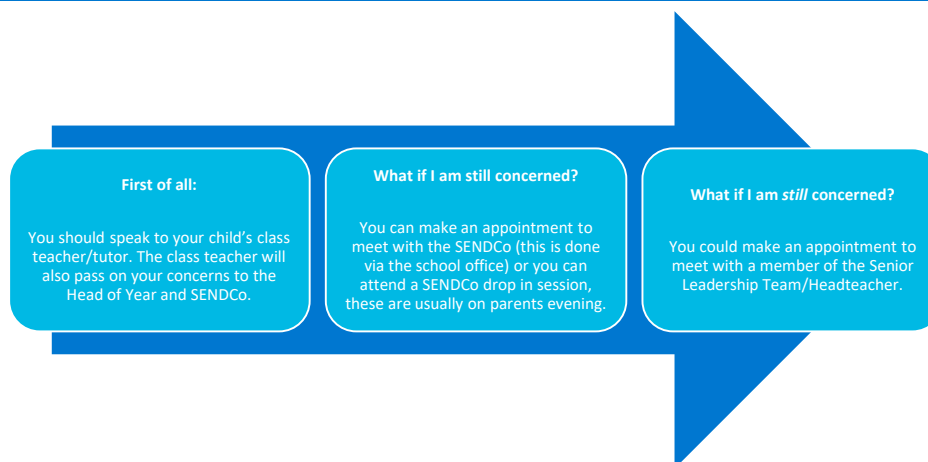 First of all:
You should speak to your child's class
teacher/tutor. The class teacher will
also pass on your concerns to the
Head of Year and SENDCo.
What if I am still concerned?
You can make an appointment to
meet with the SENDCo (this is done
via the school office) or you can
attend a SENDCo drop in session,
these are usually on parents evening.
What if I am still concerned?
You could make an appointment to
meet with a member of the Senior
Leadership Team/Headteacher.